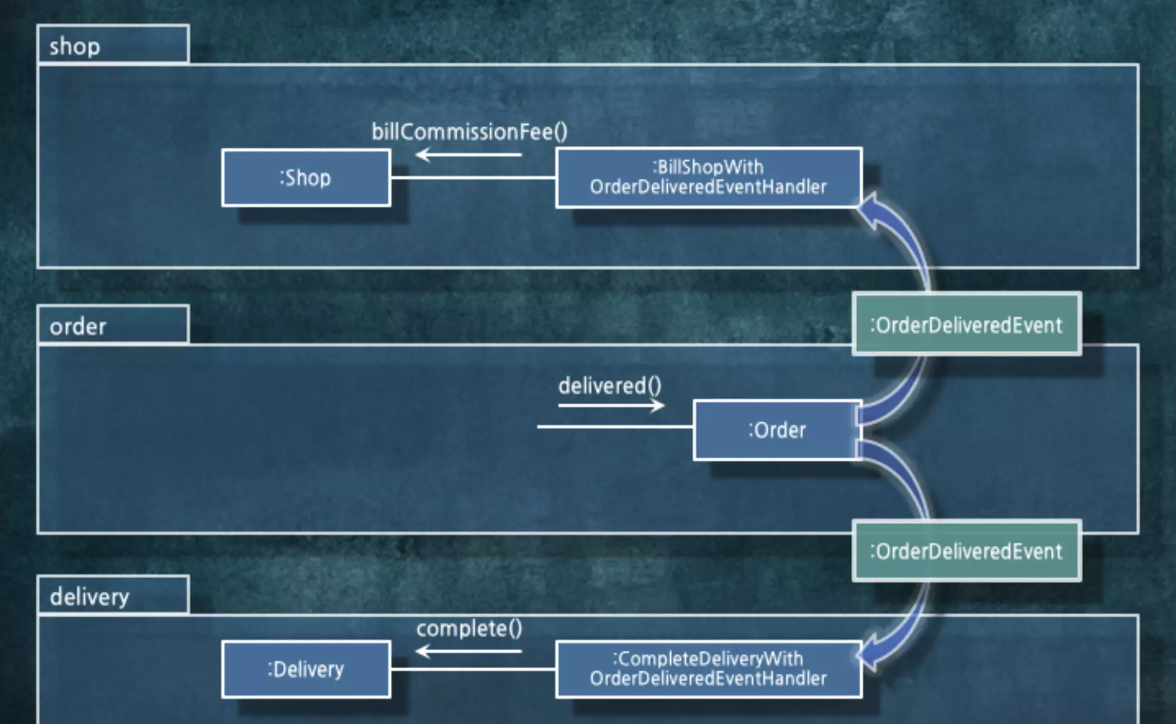 shop
billCommissionFee()
:Shop
:BillShopWith
OrderDeliveredEventHandler
:OrderDeliveredEvent
order
delivered()
:Order
:OrderDeliveredEvent
delivery
complete()
:Delivery
:CompleteDeliveryWith
OrderDeliveredEventHandler